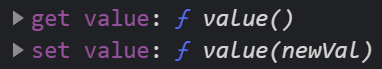 get value: ƒ value()
set value: ƒ value(newVal)